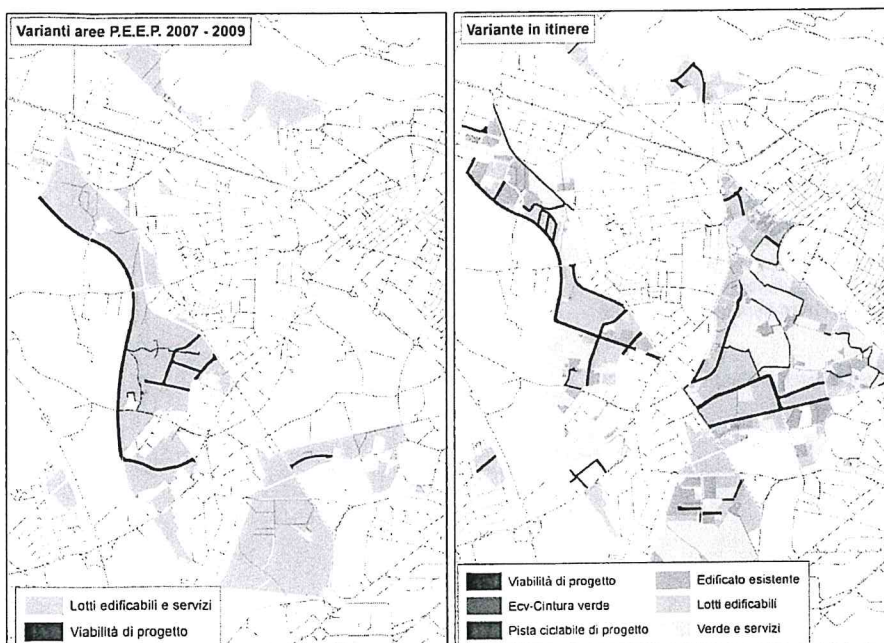 Varianti aree P.E.E.P. 2007 - 2009
Lotti edificabili e servizi
Viabilità di progetto
Variante in itinere
Viabilità di progetto
Ecv-Cintura verde
Pista ciclabile di progetto
Edificato esistente
Lotti edificabili
Verde e servizi